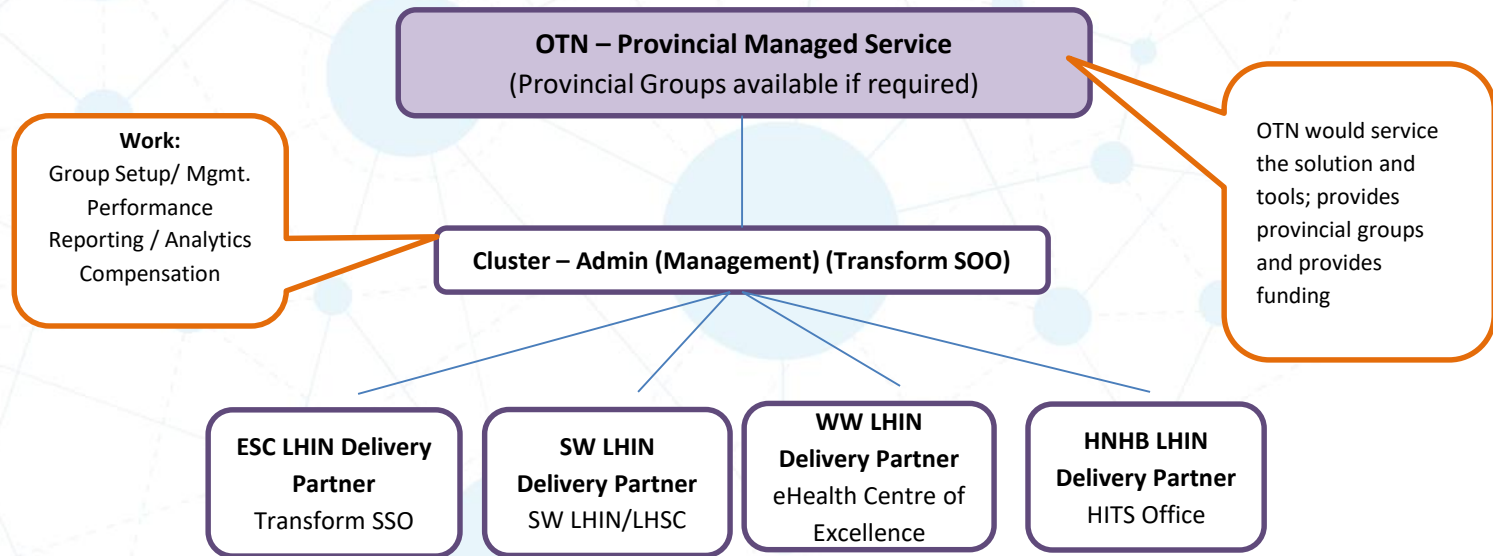 OTN – Provincial Managed Service
(Provincial Groups available if required)
Work:
Group Setup/ Mgmt.
Performance
Reporting / Analytics
Compensation
OTN would service
the solution and
tools; provides
provincial groups
and provides
funding
Cluster – Admin (Management) (Transform SOO)
ESC LHIN Delivery
Partner
Transform SSO
SW LHIN
Delivery Partner
SW LHIN/LHSC
WW LHIN
Delivery Partner
eHealth Centre of
Excellence
HNHB LHIN
Delivery Partner
HITS Office